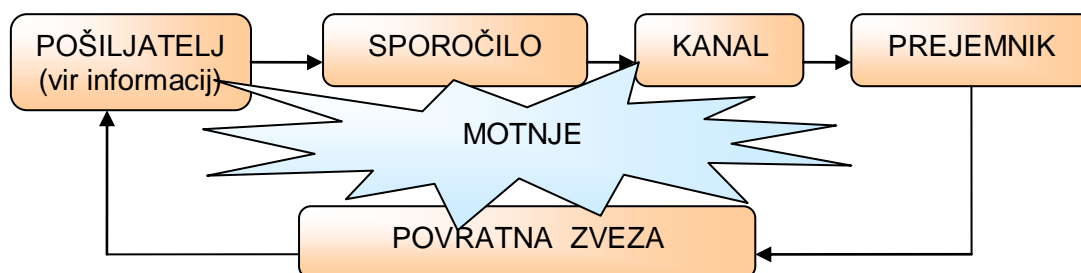 POŠILJATELJ
(vir informacij)
SPOROČILO
KANAL
PREJEMNIK
MOTNJE
POVRATNA ZVEZA